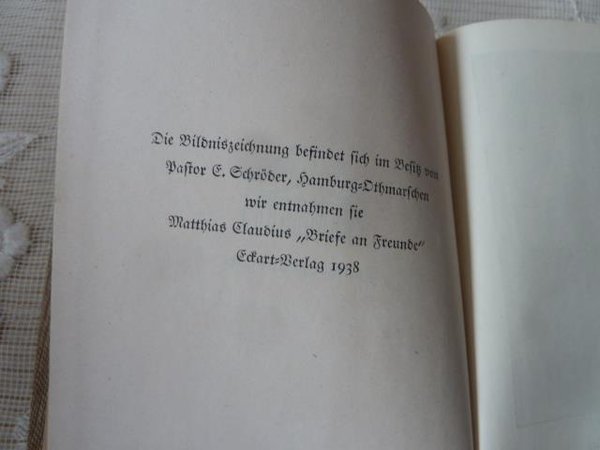 Die Bildniszeichnung befindet sich im Besitz von
Pastor E. Schröder, Hamburg-Othmarschen
wir entnahmen sie
Matthias Claudius „Briefe an Freunde“
Eckart-Verlag 1938